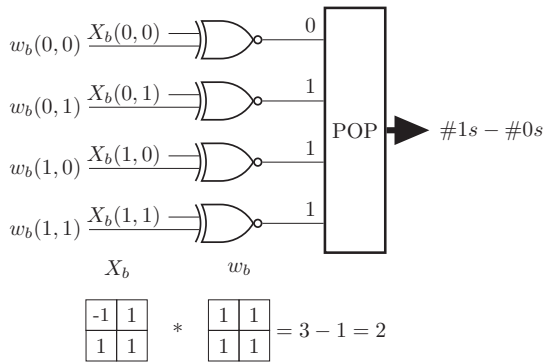 X_b(0,0) 0
w_b(0,0)
X_b(0,1) 1
w_b(0,1)
POP #1s − #0s
X_b(1,0) 1
w_b(1,0)
X_b(1,1) 1
w_b(1,1)
X_b w_b
-1 1 1 1
* = 3 − 1 = 2
1 1 1 1